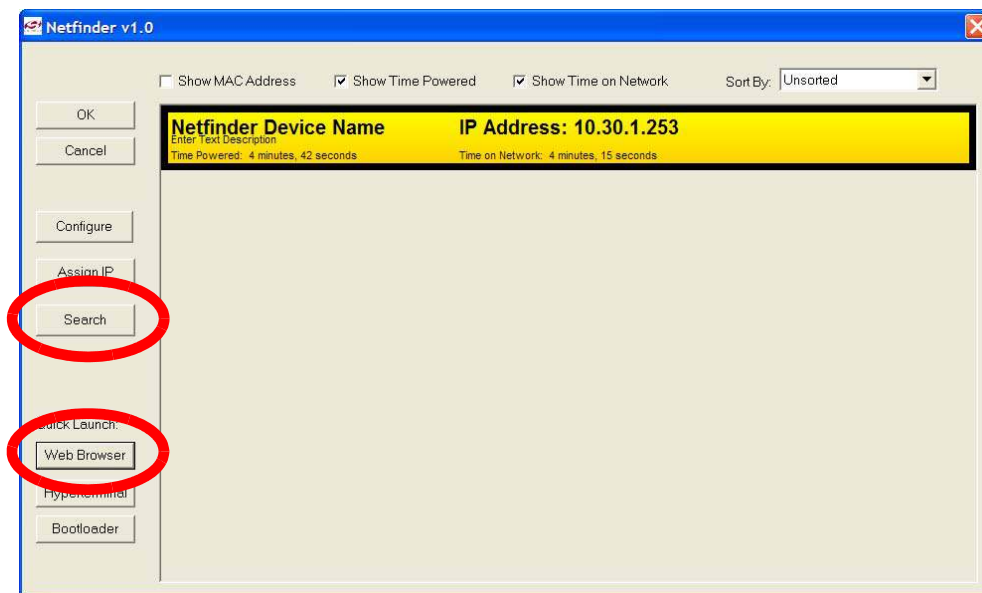 Netfinder v1.0
Show MAC Address Show Time Powered Show Time on Network Sort By: Unsorted
OK
Cancel
Configure
Assign IP
Search
Quick Launch:
Web Browser
Hyperterminal
Bootloader
Netfinder Device Name IP Address: 10.30.1.253
Enter Text Description
Time Powered: 4 minutes, 42 seconds Time on Network: 4 minutes, 15 seconds